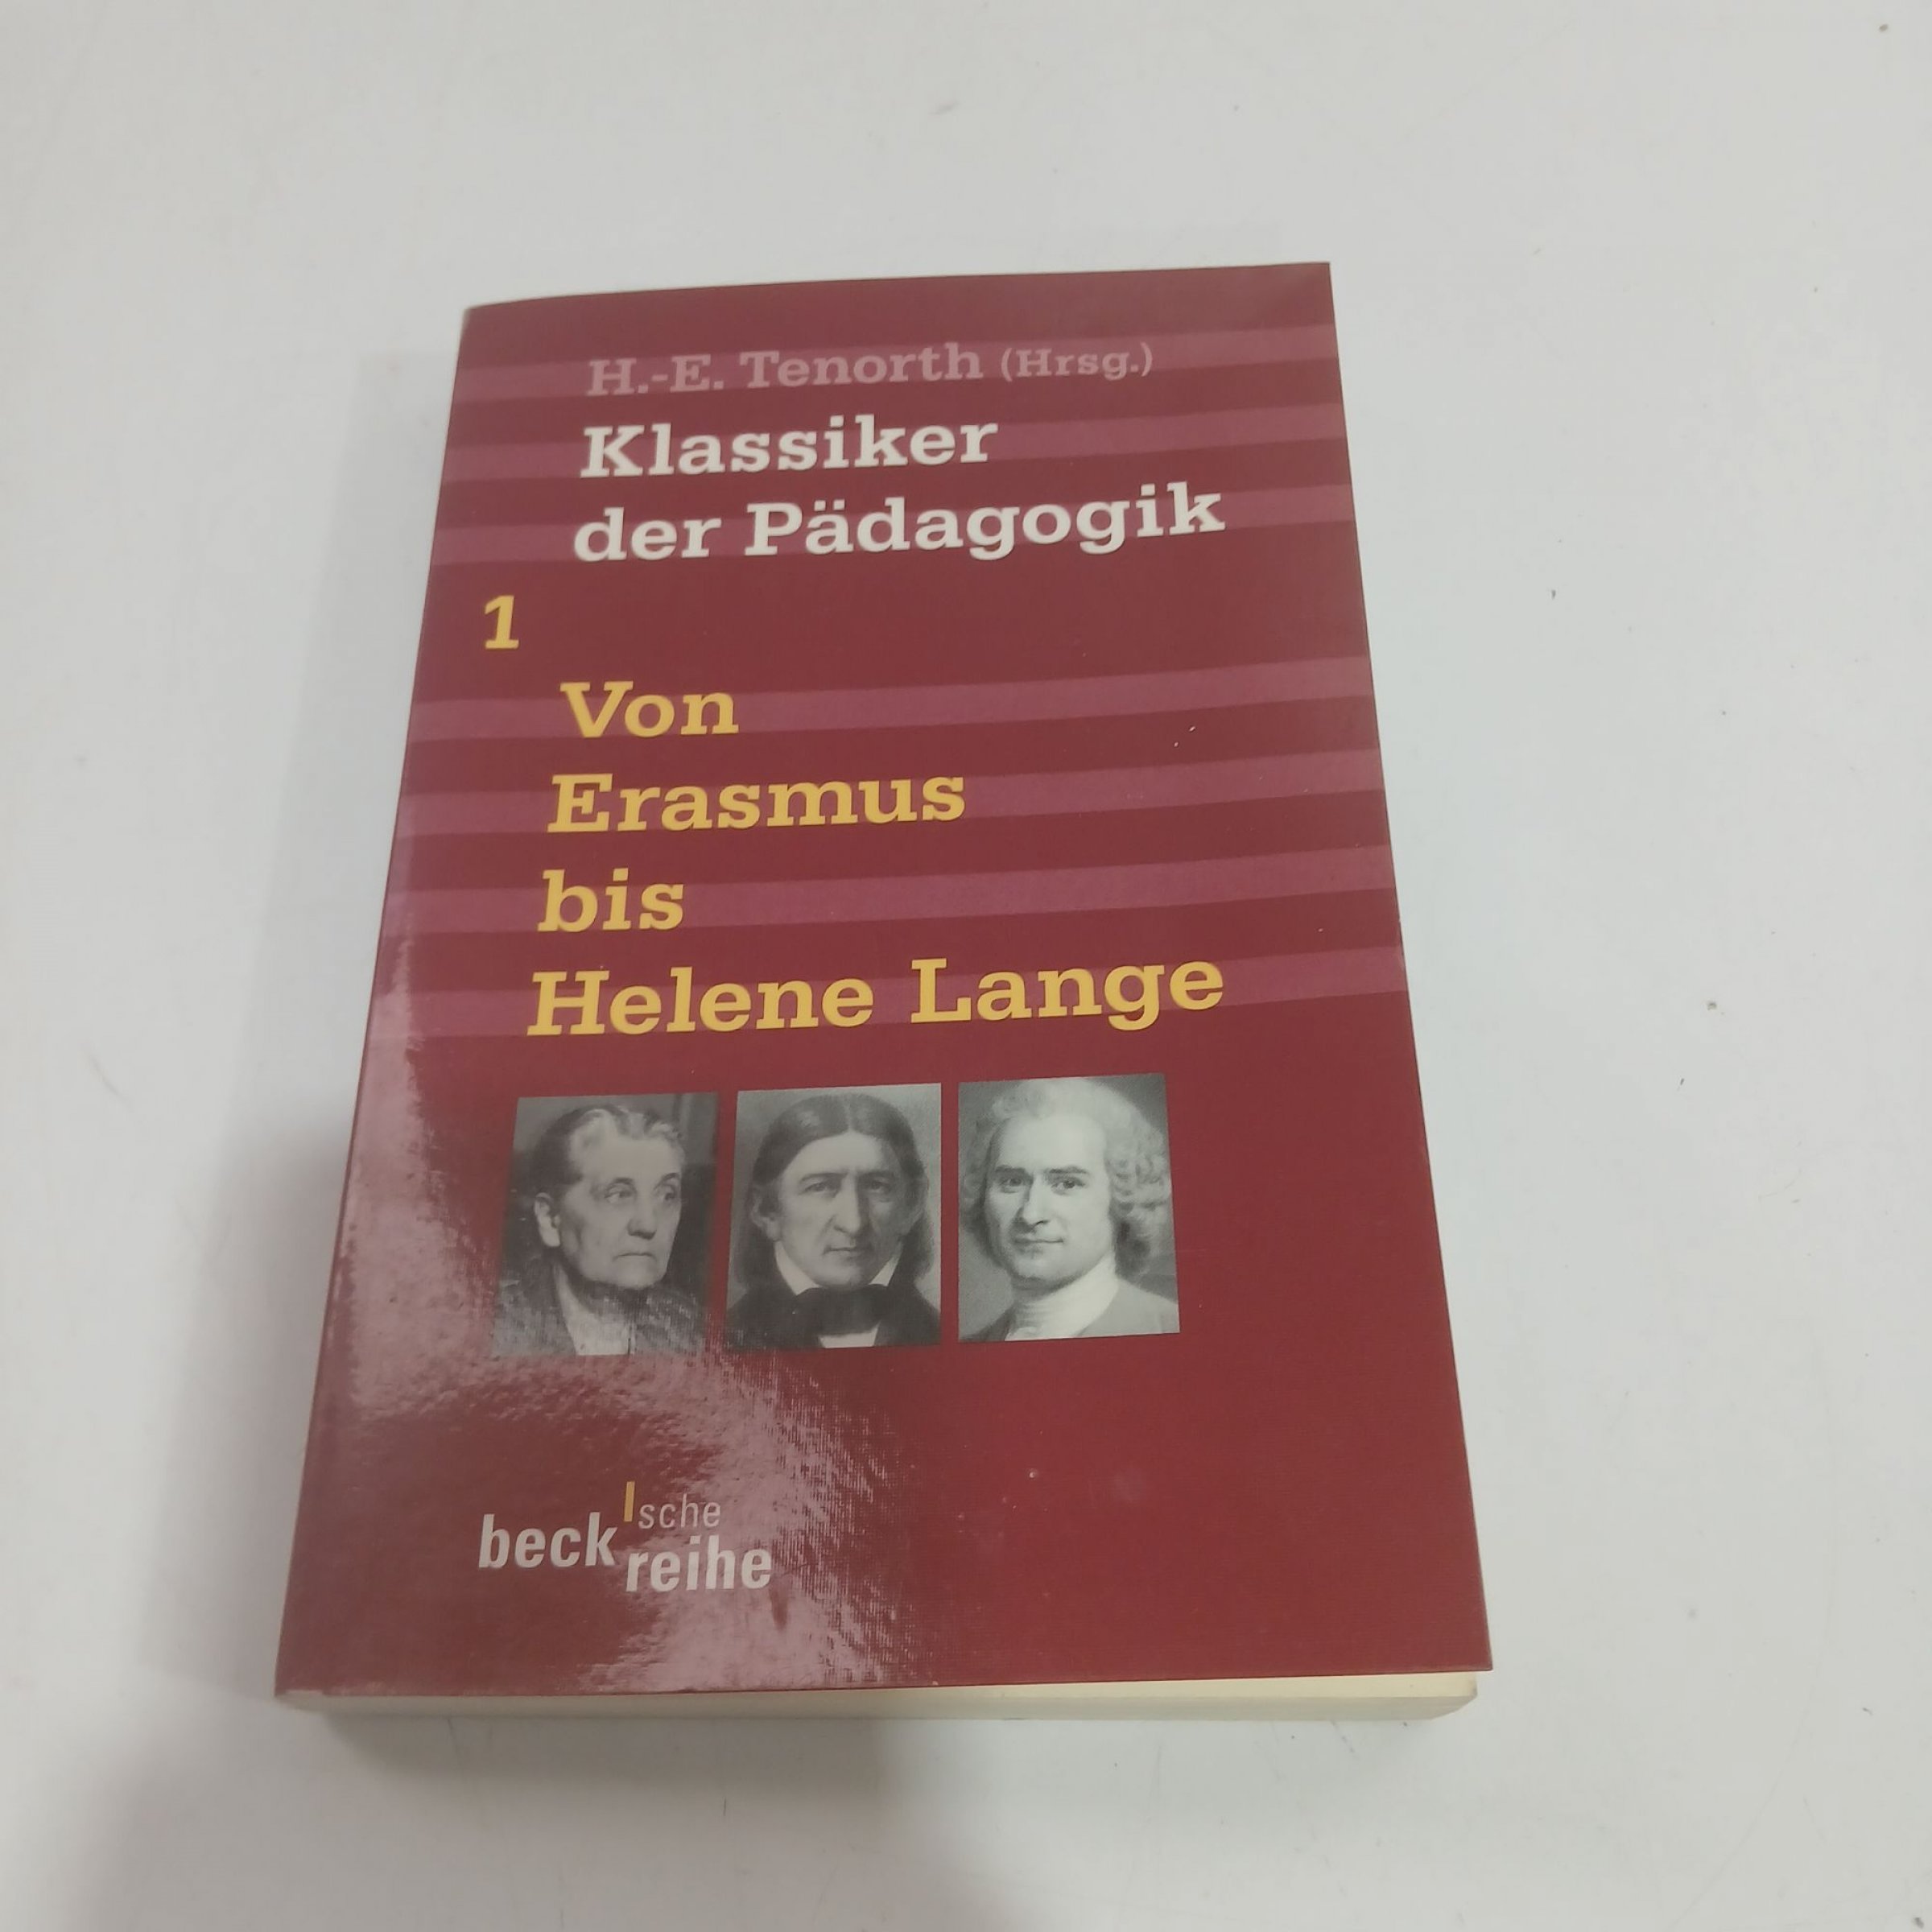 H.-E. Tenorth (Hrsg.)
Klassiker
der Pädagogik
1
Von
Erasmus
bis
Helene Lange
beck'sche
reihe